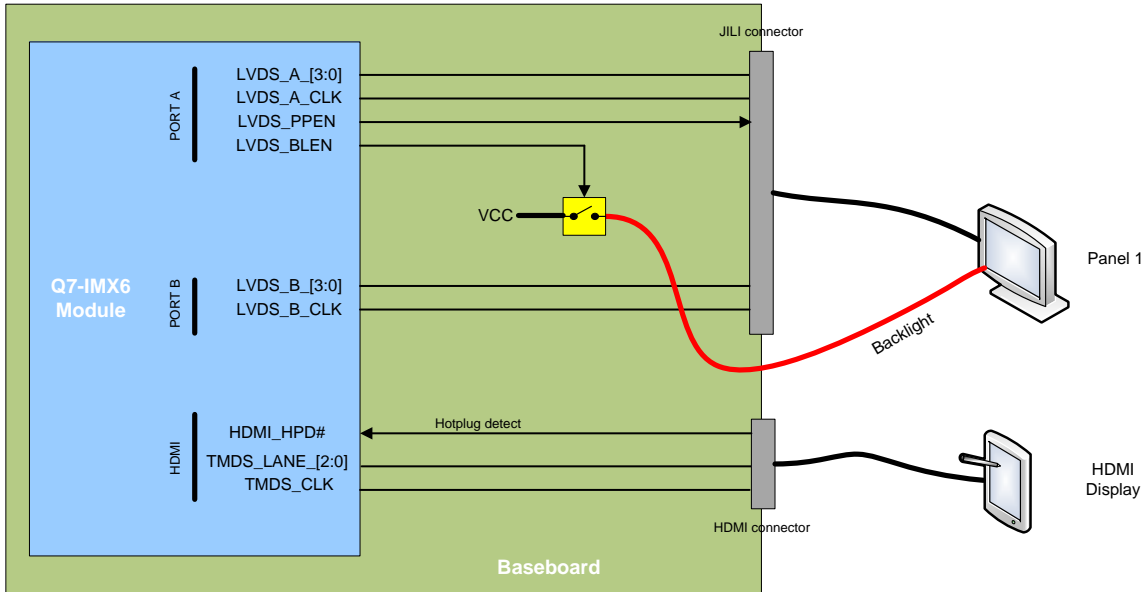 JILI connector
PORT A
LVDS_A_[3:0]
LVDS_A_CLK
LVDS_PPEN
LVDS_BLEN
VCC
Q7-IMX6
Module
PORT B
LVDS_B_[3:0]
LVDS_B_CLK
Panel 1
Backlight
HDMI
HDMI_HPD#
TMDS_LANE_[2:0]
TMDS_CLK
Hotplug detect
HDMI connector
HDMI
Display
Baseboard